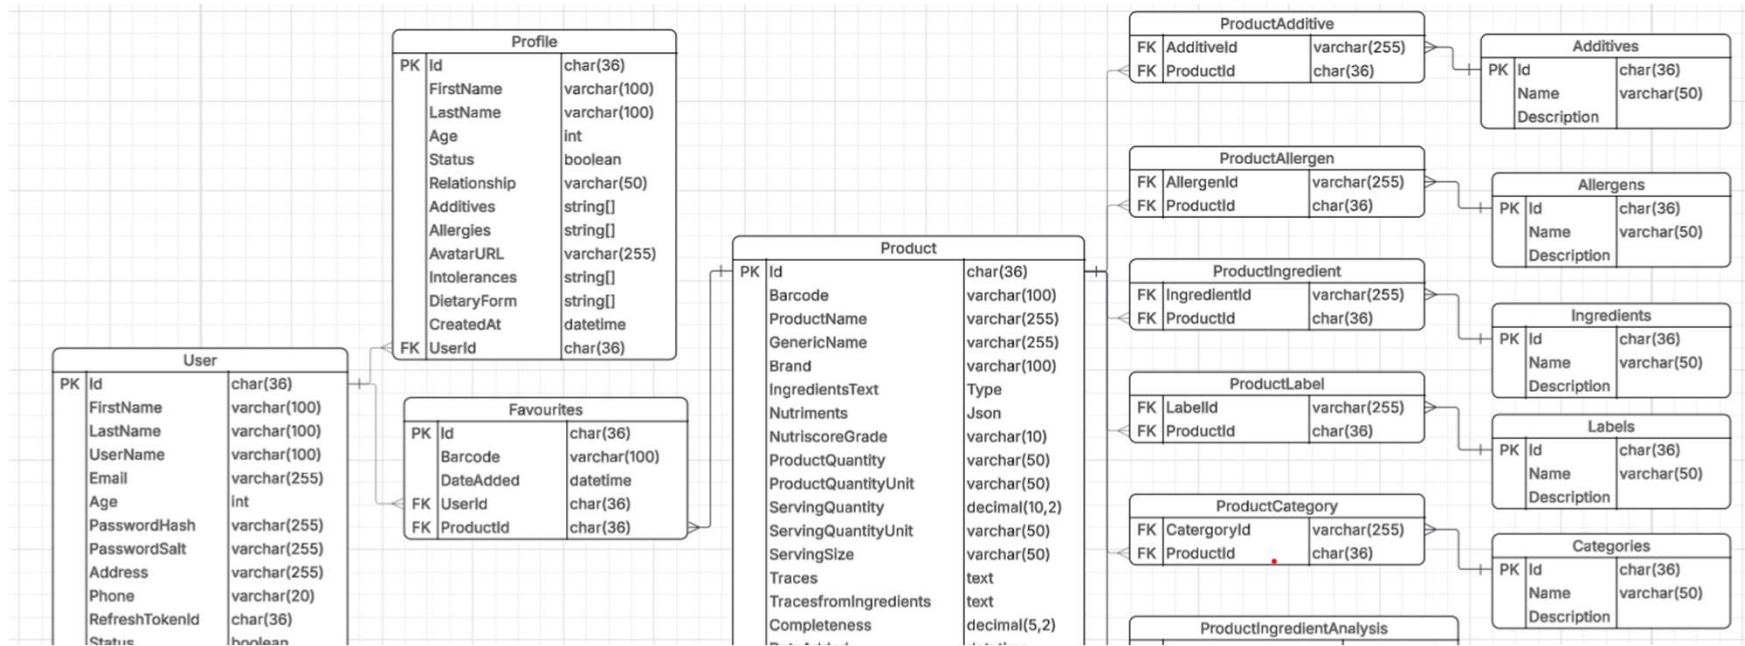 Profile
PK Id char(36)
FirstName varchar(100)
LastName varchar(100)
Age int
Status boolean
Relationship varchar(50)
Additives string[]
Allergies string[]
AvatarURL varchar(255)
Intolerances string[]
DietaryForm string[]
CreatedAt datetime
FK UserId char(36)
User
PK Id char(36)
FirstName varchar(100)
LastName varchar(100)
UserName varchar(100)
Email varchar(255)
Age int
PasswordHash varchar(255)
PasswordSalt varchar(255)
Address varchar(255)
Phone varchar(20)
RefreshTokenId char(36)
Status boolean
Favourites
PK Id char(36)
Barcode varchar(100)
DateAdded datetime
FK UserId char(36)
FK ProductId char(36)
Product
PK Id char(36)
Barcode varchar(100)
ProductName varchar(255)
GenericName varchar(255)
Brand varchar(100)
IngredientsText Type
Nutriments Json
NutriscoreGrade varchar(10)
ProductQuantity varchar(50)
ProductQuantityUnit varchar(50)
ServingQuantity decimal(10,2)
ServingQuantityUnit varchar(50)
ServingSize varchar(50)
Traces text
TracesfromIngredients text
Completeness decimal(5,2)
ProductAdditive
FK AdditiveId varchar(255)
FK ProductId char(36)
Additives
PK Id char(36)
Name varchar(50)
Description
ProductAllergen
FK AllergenId varchar(255)
FK ProductId char(36)
Allergens
PK Id char(36)
Name varchar(50)
Description
ProductIngredient
FK IngredientId varchar(255)
FK ProductId char(36)
Ingredients
PK Id char(36)
Name varchar(50)
Description
ProductLabel
FK LabelId varchar(255)
FK ProductId char(36)
Labels
PK Id char(36)
Name varchar(50)
Description
ProductCategory
FK CatergoryId varchar(255)
FK ProductId char(36)
Categories
PK Id char(36)
Name varchar(50)
Description
ProductIngredientAnalysis